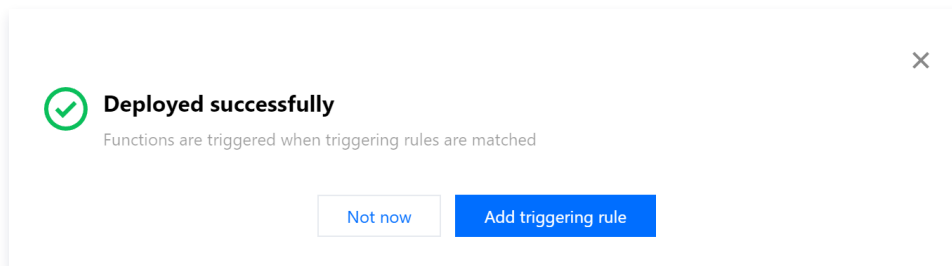 Deployed successfully
Functions are triggered when triggering rules are matched
Not now
Add triggering rule